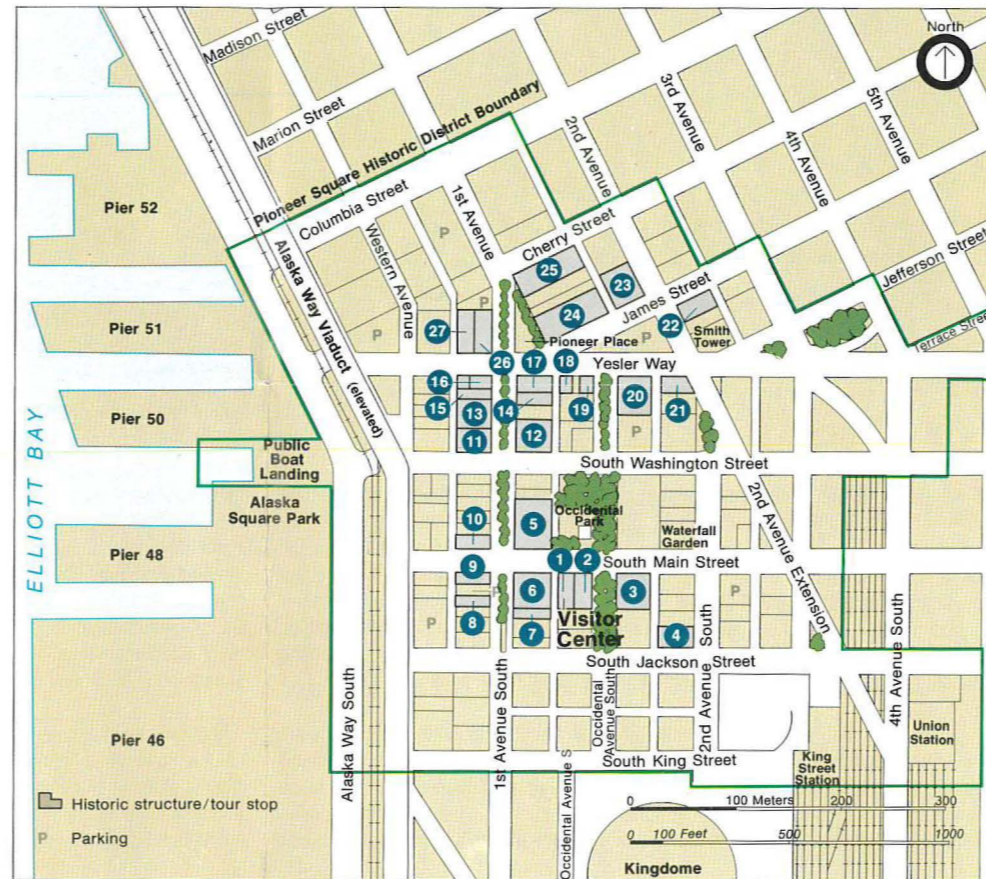 North
Madison Street
Marion Street
Pioneer Square Historic District Boundary
Columbia Street
Western Avenue
1st Avenue
2nd Avenue
3rd Avenue
4th Avenue
5th Avenue
Cherry Street
James Street
Jefferson Street
Terrace Street
Pier 52
Pier 51
Pier 50
Public
Boat
Landing
Alaska
Square Park
Pier 48
Pier 46
ELLIOTT BAY
Alaska Way Viaduct (elevated)
Alaska Way South
P
P
P
25
23
24
22
Smith
Tower
P
27
Pioneer Place
26
17
18
Yesler Way
16
15
13
14
19
20
21
11
12
P
South Washington Street
2nd Avenue Extension
10
5
Occidental
Park
Waterfall
Garden
1
2
South Main Street
9
P
6
3
P
8
7
Visitor
Center
4
P
South Jackson Street
1st Avenue South
Occidental
Avenue South
2nd Avenue South
4th Avenue South
South King Street
Occidental Avenue S
King
Street
Station
Union
Station
Kingdome
Historic structure/tour stop
P Parking
0 100 Meters 200 300
0 100 Feet 500 1000